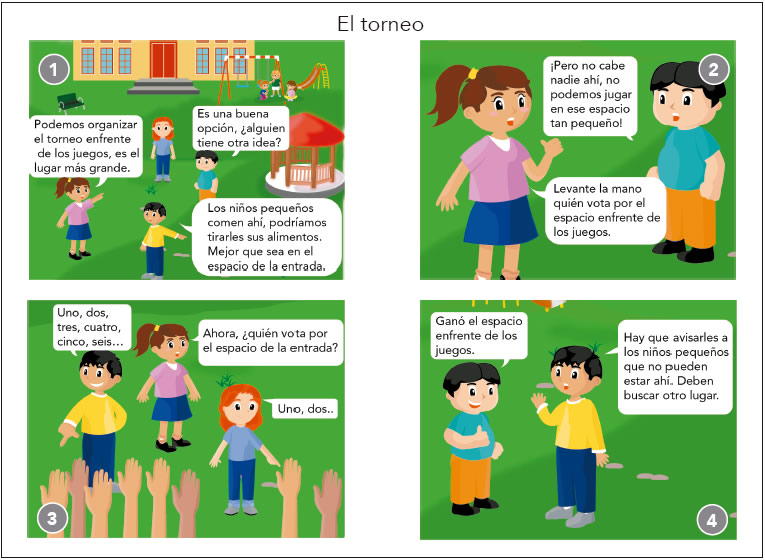 El torneo
1
Podemos organizar
el torneo enfrente
de los juegos, es el
lugar más grande.
Es una buena
opción, ¿alguien
tiene otra idea?
Los niños pequeños
comen ahí, podríamos
tirarles sus alimentos.
Mejor que sea en el
espacio de la entrada.
2
¡Pero no cabe
nadie ahí, no
podemos jugar
en ese espacio
tan pequeño!
Levante la mano
quién vota por el
espacio enfrente de
los juegos.
Uno, dos,
tres, cuatro,
cinco, seis...
Ahora, ¿quién vota por
el espacio de la entrada?
Uno, dos..
3
Ganó el espacio
enfrente de los
juegos.
Hay que avisarles a
los niños pequeños
que no pueden
estar ahí. Deben
buscar otro lugar.
4